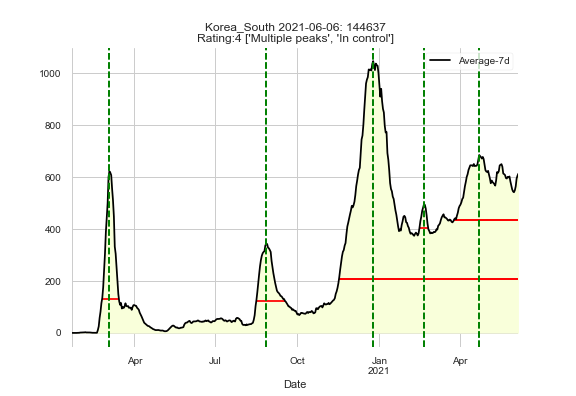 Korea_South 2021-06-06: 144637
Rating:4 ['Multiple peaks', 'In control']
Average-7d
1000
800
600
400
200
0
Apr
Jul
Oct
Jan
2021
Apr
Date